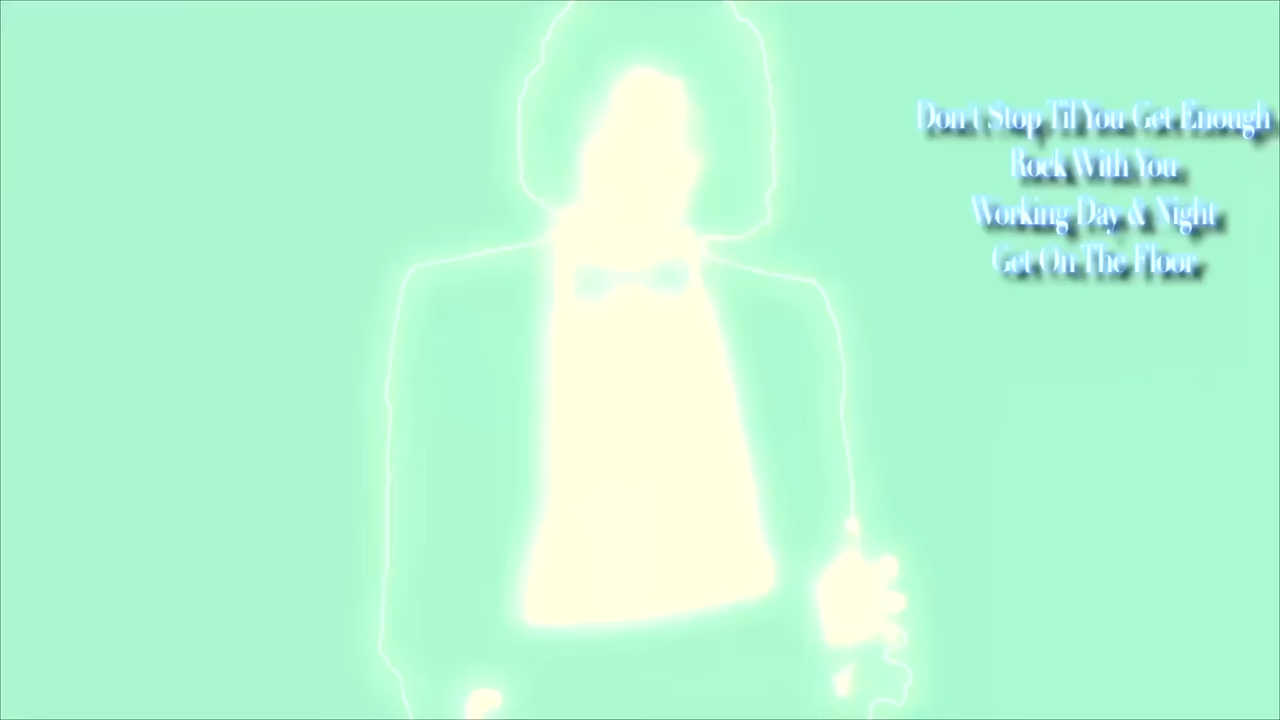 Don't Stop Til You Get Enough
Rock With You
Working Day & Night
Get On The Floor